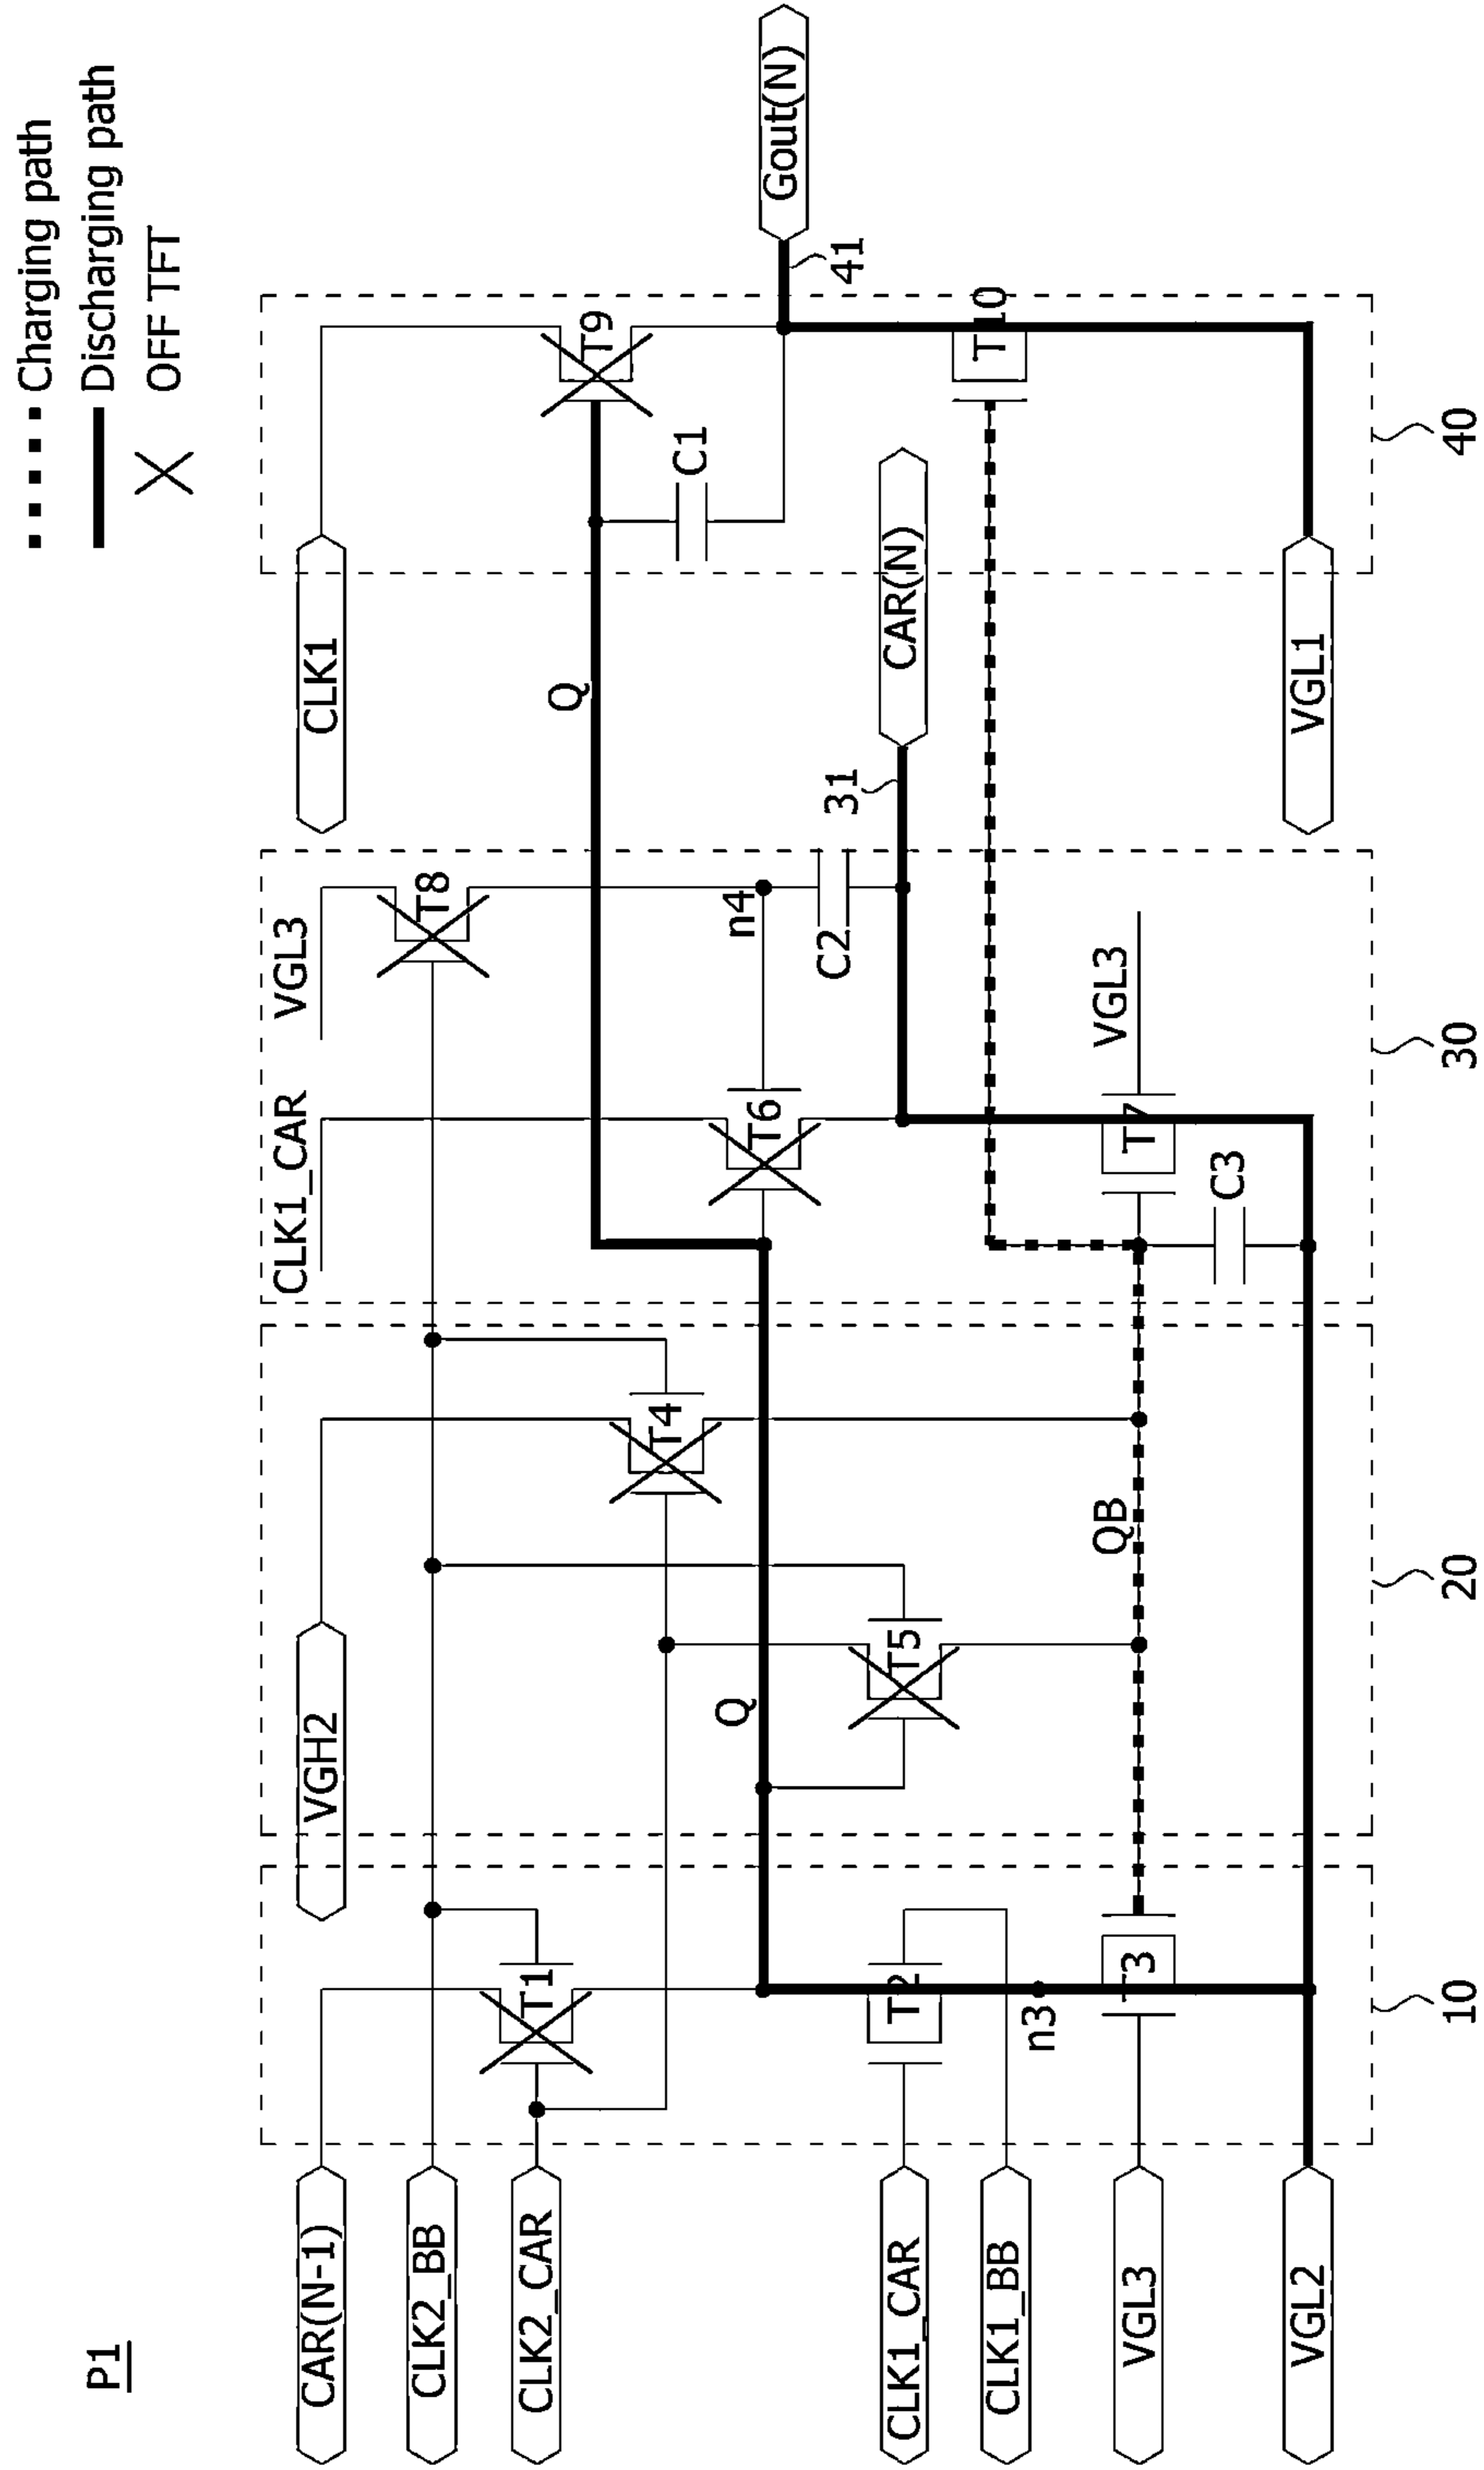 P1
Charging path
Discharging path
OFF TFT
CAR(N-1)
CLK2_BB
CLK2_CAR
CLK1_CAR
CLK1_BB
VGL3
VGL2
T1
T2
n3
T3
10
VGH2
Q
T5
T4
QB
20
CLK1_CAR
VGL3
T8
T6
n4
C2
31
T7
VGL3
C3
30
CLK1
Q
CAR(N)
VGL1
C1
T9
T10
40
41
Gout(N)